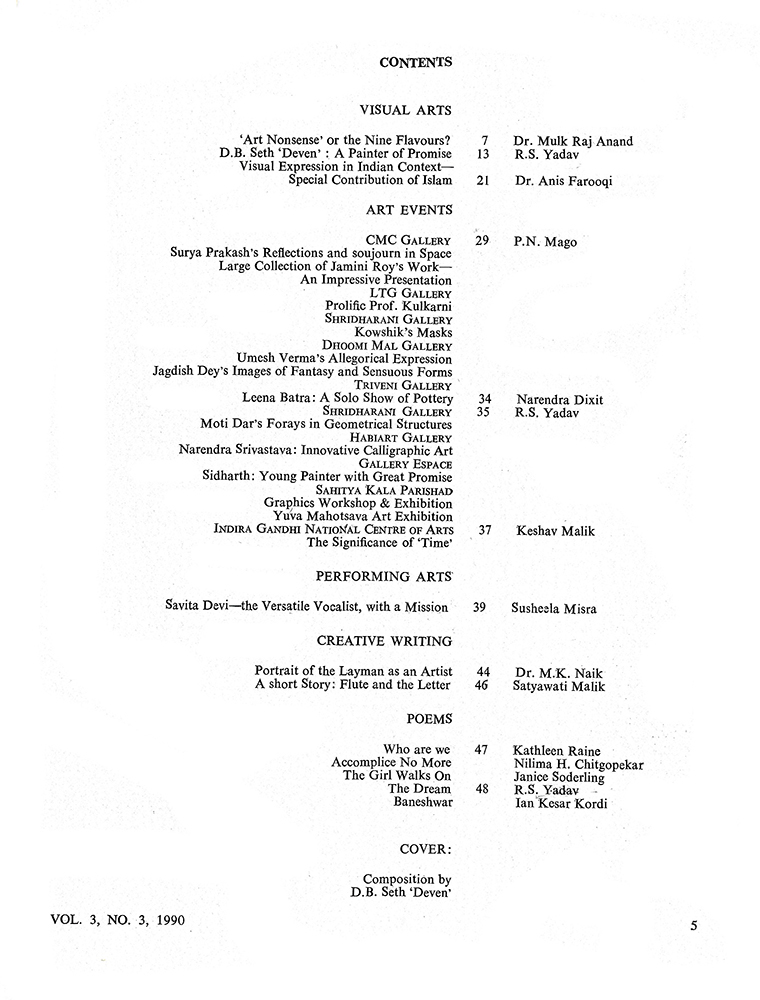 CONTENTS
VISUAL ARTS
'Art Nonsense' or the Nine Flavours? 7 Dr. Mulk Raj Anand
D.B. Seth 'Deven' : A Painter of Promise 13 R.S. Yadav
Visual Expression in Indian Context—
Special Contribution of Islam 21 Dr. Anis Farooqi
ART EVENTS
CMC GALLERY 29 P.N. Mago
Surya Prakash's Reflections and soujourn in Space
Large Collection of Jamini Roy's Work—
An Impressive Presentation
LTG GALLERY
Prolific Prof. Kulkarni
SHRIDHARANI GALLERY
Kowshik's Masks
DHOOMI MAL GALLERY
Umesh Verma's Allegorical Expression
Jagdish Dey's Images of Fantasy and Sensuous Forms
TRIVENI GALLERY
Leena Batra: A Solo Show of Pottery 34 Narendra Dixit
SHRIDHARANI GALLERY 35 R.S. Yadav
Moti Dar's Forays in Geometrical Structures
HABIART GALLERY
Narendra Srivastava: Innovative Calligraphic Art
GALLERY ESPACE
Sidharth: Young Painter with Great Promise
SAHITYA KALA PARISHAD
Graphics Workshop & Exhibition
Yuva Mahotsava Art Exhibition
INDIRA GANDHI NATIONAL CENTRE OF ARTS 37 Keshav Malik
The Significance of 'Time'
PERFORMING ARTS
Savita Devi—the Versatile Vocalist, with a Mission 39 Susheela Misra
CREATIVE WRITING
Portrait of the Layman as an Artist 44 Dr. M.K. Naik
A short Story: Flute and the Letter 46 Satyawati Malik
POEMS
Who are we 47 Kathleen Raine
Accomplice No More Nilima H. Chitgopekar
The Girl Walks On Janice Soderling
The Dream 48 R.S. Yadav
Baneshwar Ian Kesar Kordi
COVER:
Composition by
D.B. Seth 'Deven'
VOL. 3, NO. 3, 1990 5